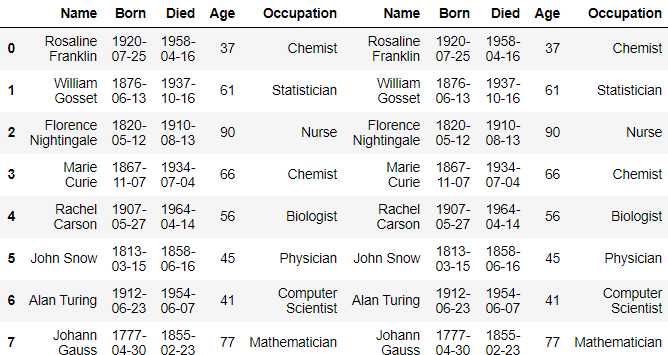 Name Born Died Age Occupation Name Born Died Age Occupation
0 Rosaline Franklin 1920-07-25 1958-04-16 37 Chemist Rosaline Franklin 1920-07-25 1958-04-16 37 Chemist
1 William Gosset 1876-06-13 1937-10-16 61 Statistician William Gosset 1876-06-13 1937-10-16 61 Statistician
2 Florence Nightingale 1820-05-12 1910-08-13 90 Nurse Florence Nightingale 1820-05-12 1910-08-13 90 Nurse
3 Marie Curie 1867-11-07 1934-07-04 66 Chemist Marie Curie 1867-11-07 1934-07-04 66 Chemist
4 Rachel Carson 1907-05-27 1964-04-14 56 Biologist Rachel Carson 1907-05-27 1964-04-14 56 Biologist
5 John Snow 1813-03-15 1858-06-16 45 Physician John Snow 1813-03-15 1858-06-16 45 Physician
6 Alan Turing 1912-06-23 1954-06-07 41 Computer Scientist Alan Turing 1912-06-23 1954-06-07 41 Computer Scientist
7 Johann Gauss 1777-04-30 1855-02-23 77 Mathematician Johann Gauss 1777-04-30 1855-02-23 77 Mathematician